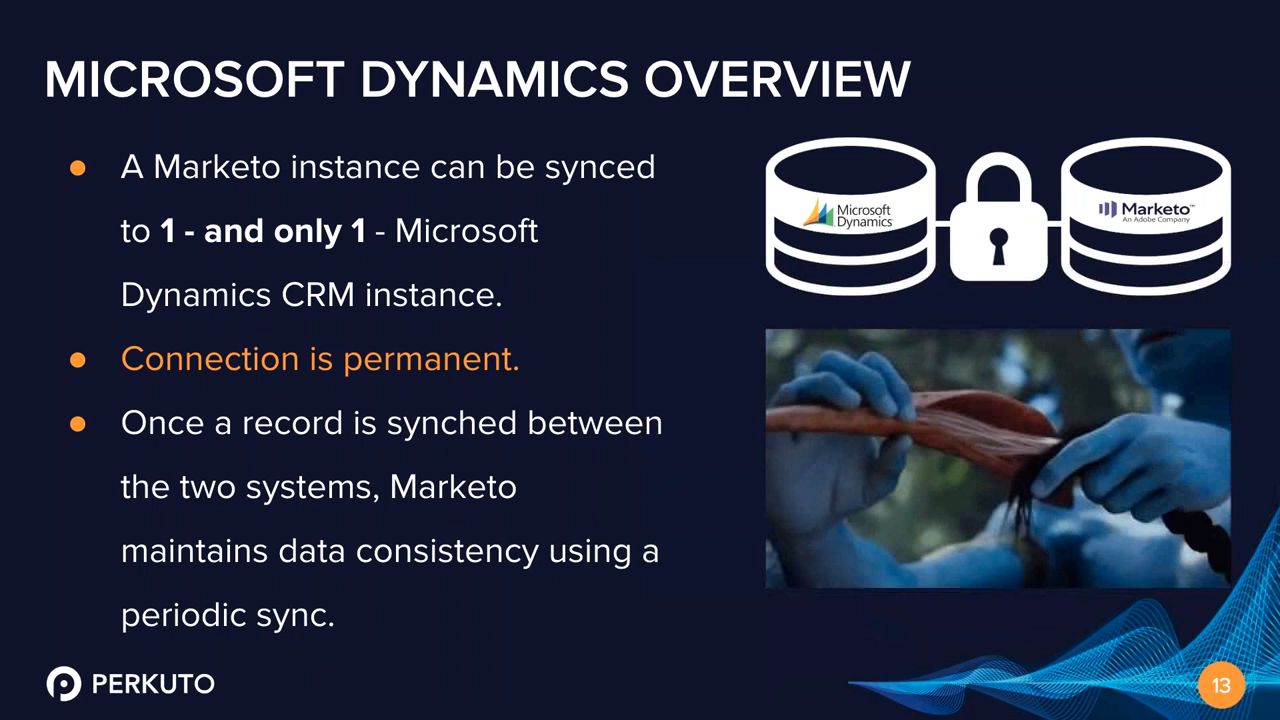 MICROSOFT DYNAMICS OVERVIEW
● A Marketo instance can be synced
to 1 - and only 1 - Microsoft
Dynamics CRM instance.
● Connection is permanent.
● Once a record is synched between
the two systems, Marketo
maintains data consistency using a
periodic sync.
Microsoft
Dynamics
Marketo™
An Adobe Company
PERKUTO
13